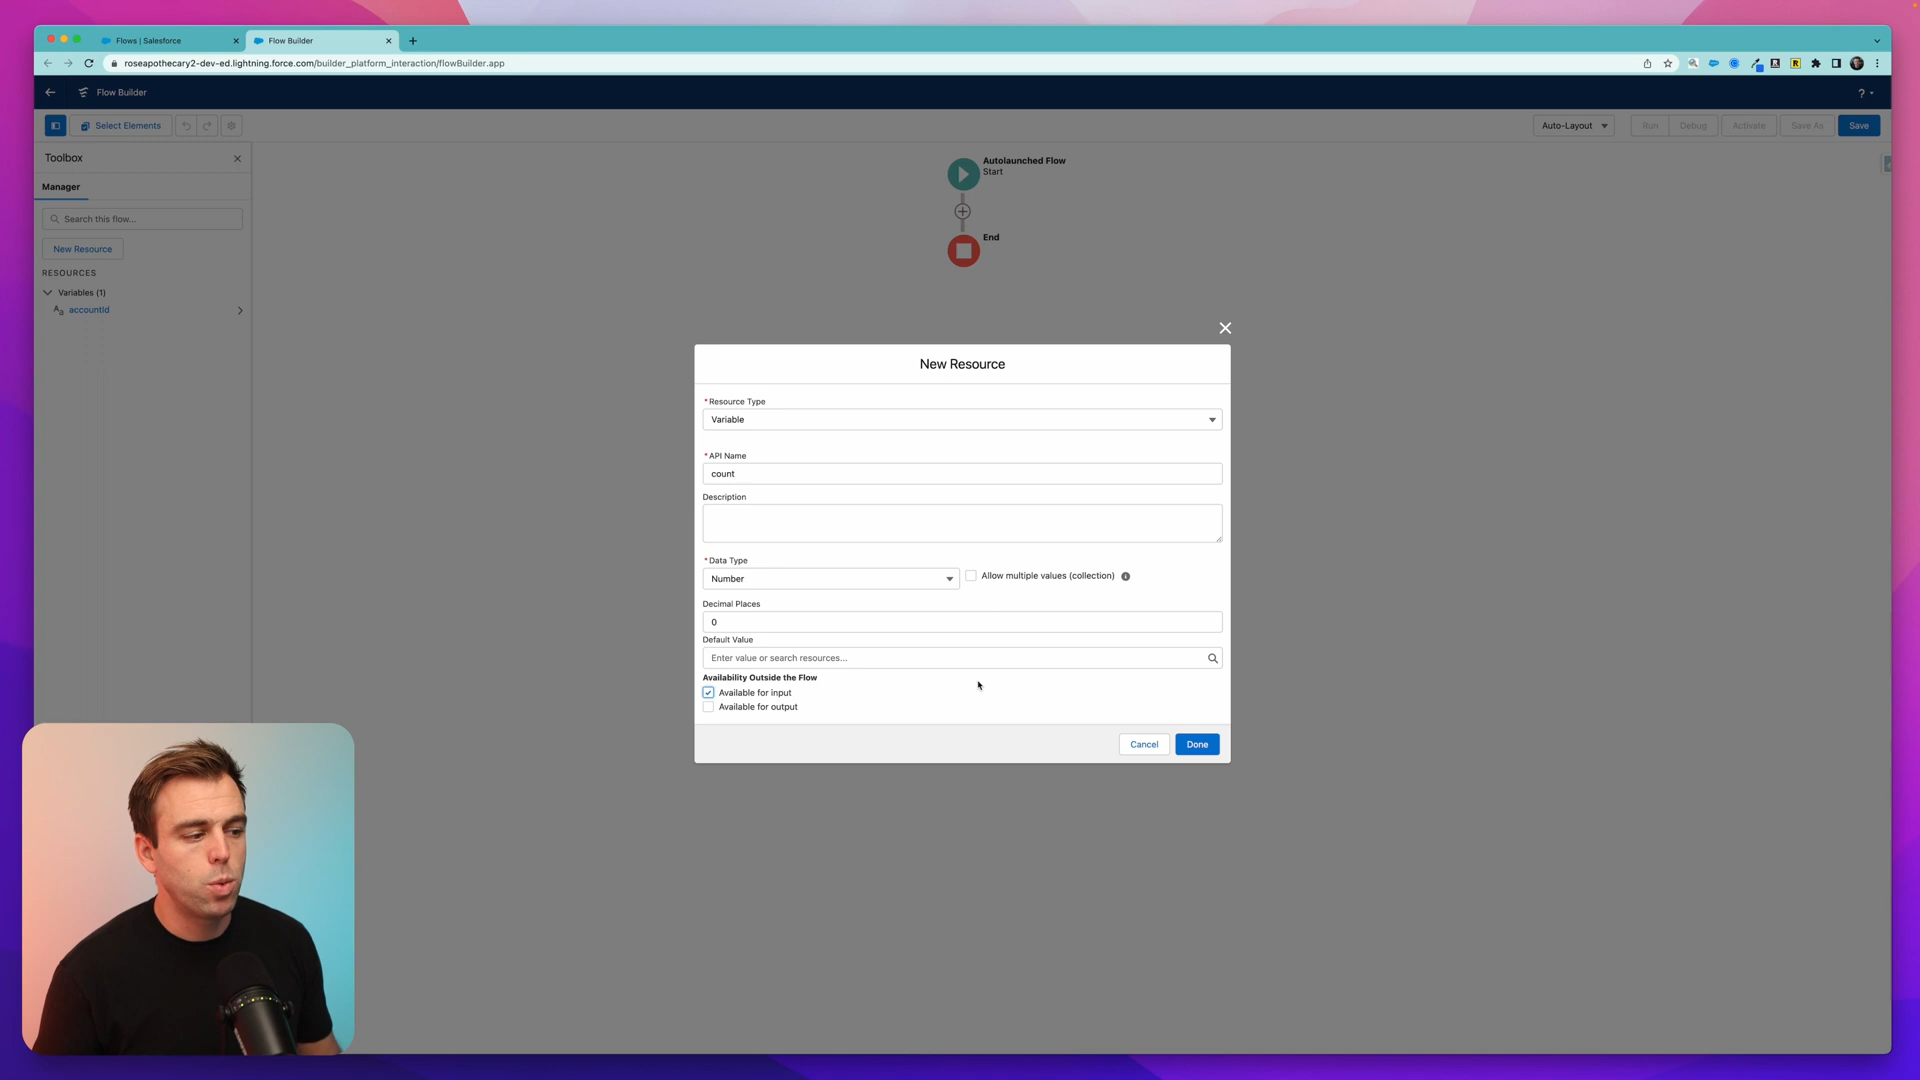 Flows | Salesforce
Flow Builder
roseapothecary2-dev-ed.lightning.force.com/builder_platform_interaction/flowBuilder.app
Flow Builder
?
Select Elements
Auto-Layout
Run
Debug
Activate
Save As
Save
Toolbox
Manager
Search this flow...
New Resource
RESOURCES
Variables (1)
Aa accountId
Autolaunched Flow
Start
End
New Resource
* Resource Type
Variable
* API Name
count
Description
* Data Type
Number
Allow multiple values (collection)
Decimal Places
0
Default Value
Enter value or search resources...
Availability Outside the Flow
Available for input
Available for output
Cancel
Done